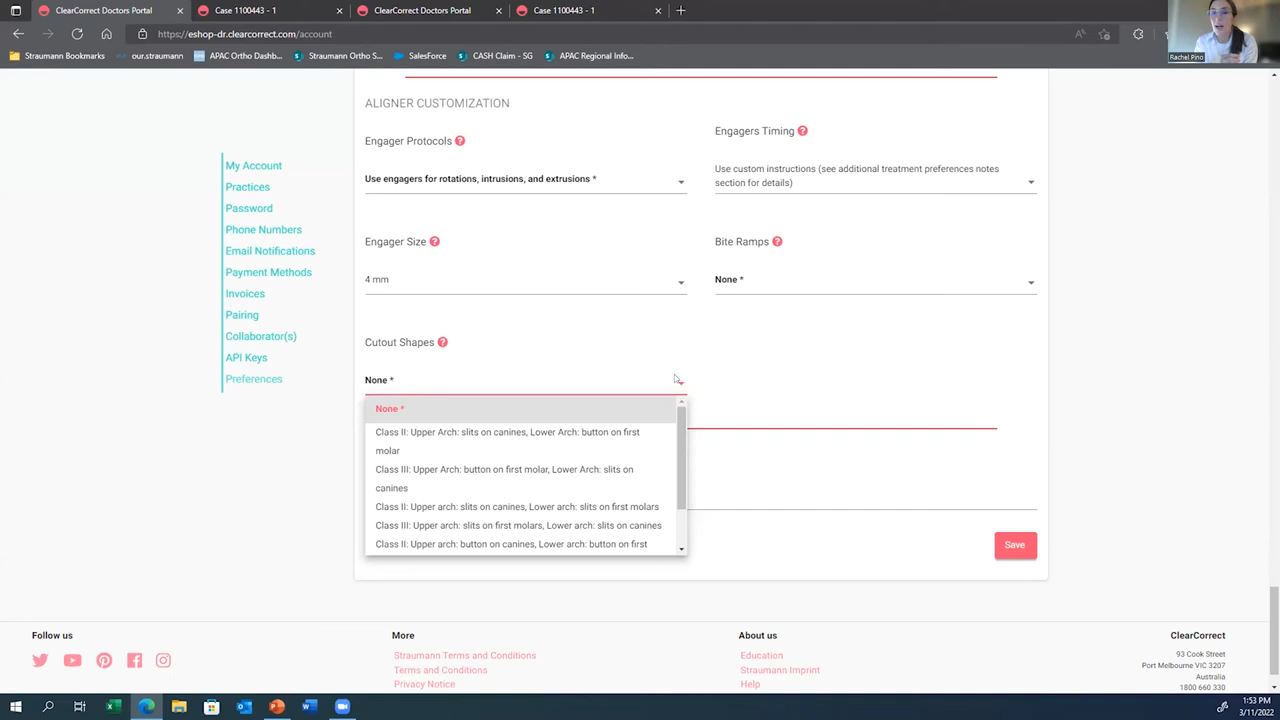 ClearCorrect Doctors Portal
Case 1100443 - 1
ClearCorrect Doctors Portal
Case 1100443 - 1
https://eshop-dr.clearcorrect.com/account
Straumann Bookmarks
our.straumann
APAC Ortho Dashb...
Straumann Ortho S...
SalesForce
CASH Claim - SG
APAC Regional Info...
Rachel Pino
ALIGNER CUSTOMIZATION
Engager Protocols ?
Engagers Timing ?
Use engagers for rotations, intrusions, and extrusions *
Use custom instructions (see additional treatment preferences notes
section for details)
Engager Size ?
Bite Ramps ?
4 mm
None *
Cutout Shapes ?
None *
None *
Class II: Upper Arch: slits on canines, Lower Arch: button on first
molar
Class III: Upper Arch: button on first molar, Lower Arch: slits on
canines
Class II: Upper arch: slits on canines, Lower arch: slits on first molars
Class III: Upper arch: slits on first molars, Lower arch: slits on canines
Class II: Upper arch: button on canines, Lower arch: button on first
My Account
Practices
Password
Phone Numbers
Email Notifications
Payment Methods
Invoices
Pairing
Collaborator(s)
API Keys
Preferences
Save
Follow us
More
Straumann Terms and Conditions
Terms and Conditions
Privacy Notice
About us
Education
Straumann Imprint
Help
ClearCorrect
93 Cook Street
Port Melbourne VIC 3207
Australia
1800 660 330
1:53 PM
3/11/2022